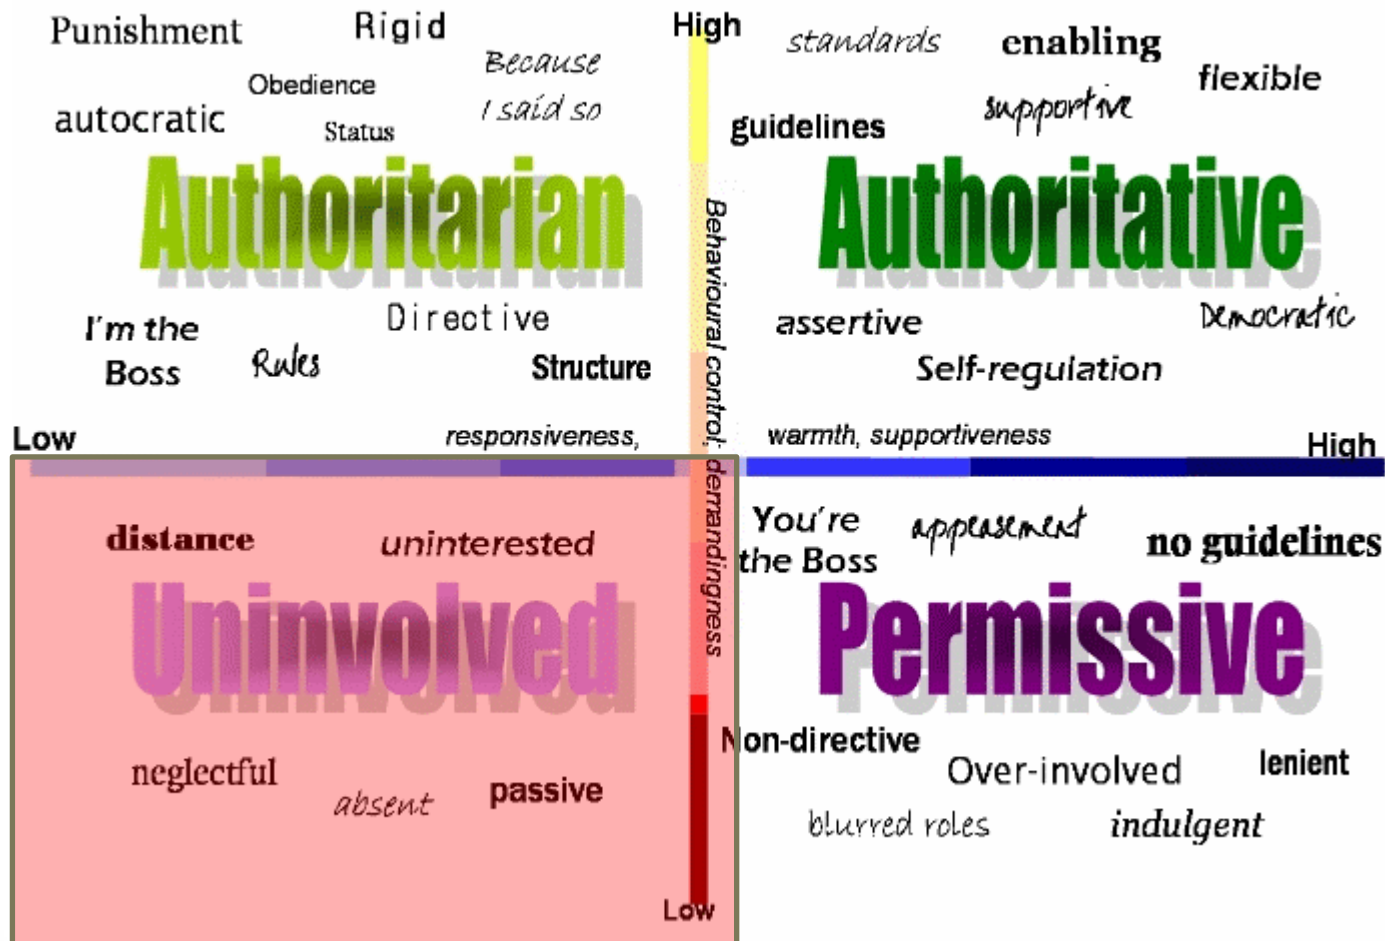 Punishment
Rigid
High
standards
enabling
Because
I said so
Obedience
flexible
autocratic
Status
supportive
guidelines
Authoritarian
Authoritative
Behavioural control, demandingness
I'm the
Boss
Directive
Rules
Structure
assertive
Democratic
Self-regulation
Low
responsiveness,
warmth, supportiveness
High
distance
uninterested
You're
the Boss
appeasement
no guidelines
Uninvolved
Permissive
neglectful
absent
passive
Non-directive
Over-involved
lenient
blurred roles
indulgent
Low